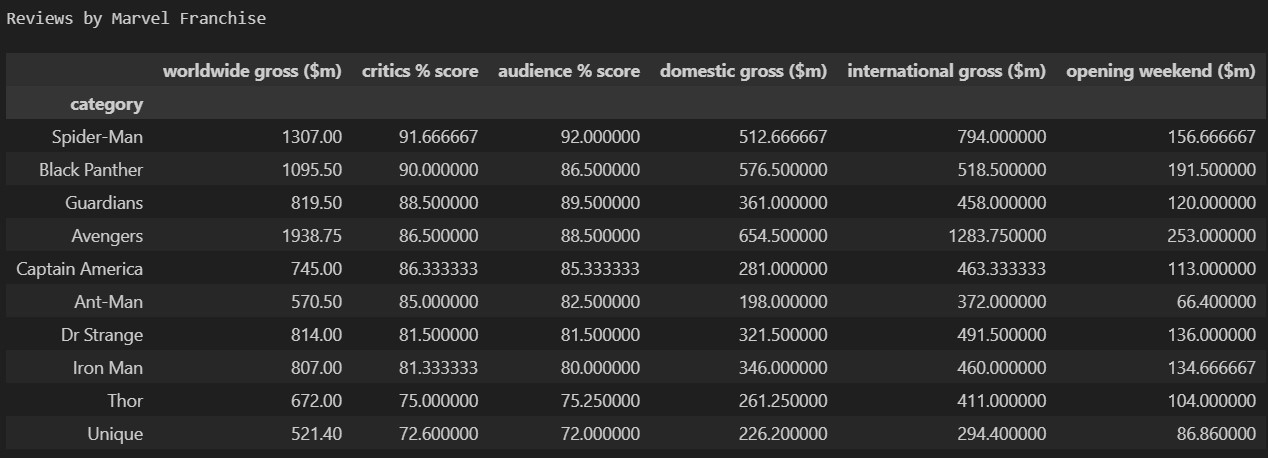 Reviews by Marvel Franchise
worldwide gross ($m) critics % score audience % score domestic gross ($m) international gross ($m) opening weekend ($m)
category
Spider-Man 1307.00 91.666667 92.000000 512.666667 794.000000 156.666667
Black Panther 1095.50 90.000000 86.500000 576.500000 518.500000 191.500000
Guardians 819.50 88.500000 89.500000 361.000000 458.000000 120.000000
Avengers 1938.75 86.500000 88.500000 654.500000 1283.750000 253.000000
Captain America 745.00 86.333333 85.333333 281.000000 463.333333 113.000000
Ant-Man 570.50 85.000000 82.500000 198.000000 372.000000 66.400000
Dr Strange 814.00 81.500000 81.500000 321.500000 491.500000 136.000000
Iron Man 807.00 81.333333 80.000000 346.000000 460.000000 134.666667
Thor 672.00 75.000000 75.250000 261.250000 411.000000 104.000000
Unique 521.40 72.600000 72.000000 226.200000 294.400000 86.860000